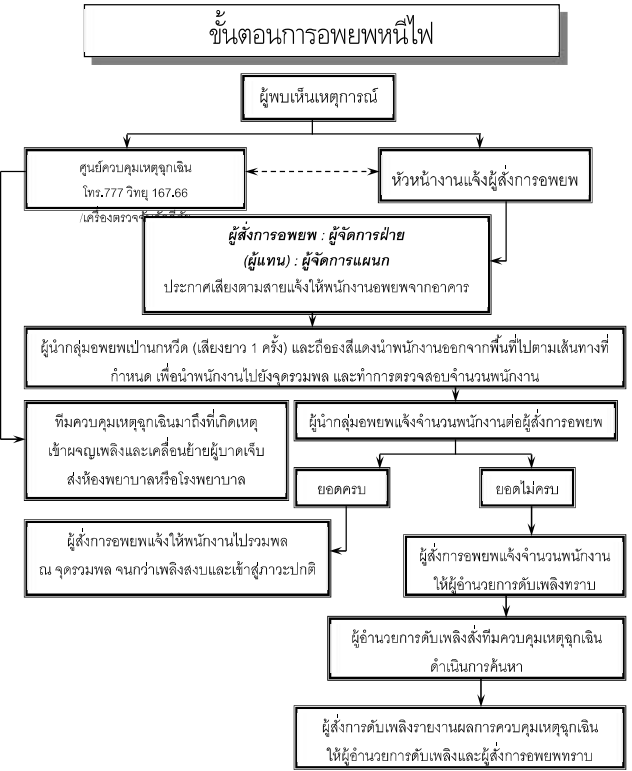 ขั้นตอนการอพยพหนีไฟ
ผู้พบเห็นเหตุการณ์
ศูนย์ควบคุมเหตุฉุกเฉิน
โทร.777 วิทยุ 167.66
หัวหน้างานแจ้งผู้สั่งการอพยพ
ผู้สั่งการอพยพ : ผู้จัดการฝ่าย
(ผู้แทน) : ผู้จัดการแผนก
ประกาศเสียงตามสายแจ้งให้พนักงานอพยพจากอาคาร
ผู้นำกลุ่มอพยพเป่านกหวีด (เสียงยาว 1 ครั้ง) และถือธงสีแดงนำพนักงานออกจากพื้นที่ไปตามเส้นทางที่
กำหนด เพื่อนำพนักงานไปยังจุดรวมพล และทำการตรวจสอบจำนวนพนักงาน
ทีมควบคุมเหตุฉุกเฉินมาถึงที่เกิดเหตุ
เข้าผจญเพลิงและเคลื่อนย้ายผู้บาดเจ็บ
ส่งห้องพยาบาลหรือโรงพยาบาล
ผู้นำกลุ่มอพยพแจ้งจำนวนพนักงานต่อผู้สั่งการอพยพ
ยอดครบ
ยอดไม่ครบ
ผู้สั่งการอพยพแจ้งให้พนักงานไปรวมพล
ณ จุดรวมพล จนกว่าเพลิงสงบและเข้าสู่ภาวะปกติ
ผู้สั่งการอพยพแจ้งจำนวนพนักงาน
ให้ผู้อำนวยการดับเพลิงทราบ
ผู้อำนวยการดับเพลิงสั่งทีมควบคุมเหตุฉุกเฉิน
ดำเนินการค้นหา
ผู้สั่งการดับเพลิงรายงานผลการควบคุมเหตุฉุกเฉิน
ให้ผู้อำนวยการดับเพลิงและผู้สั่งการอพยพทราบ